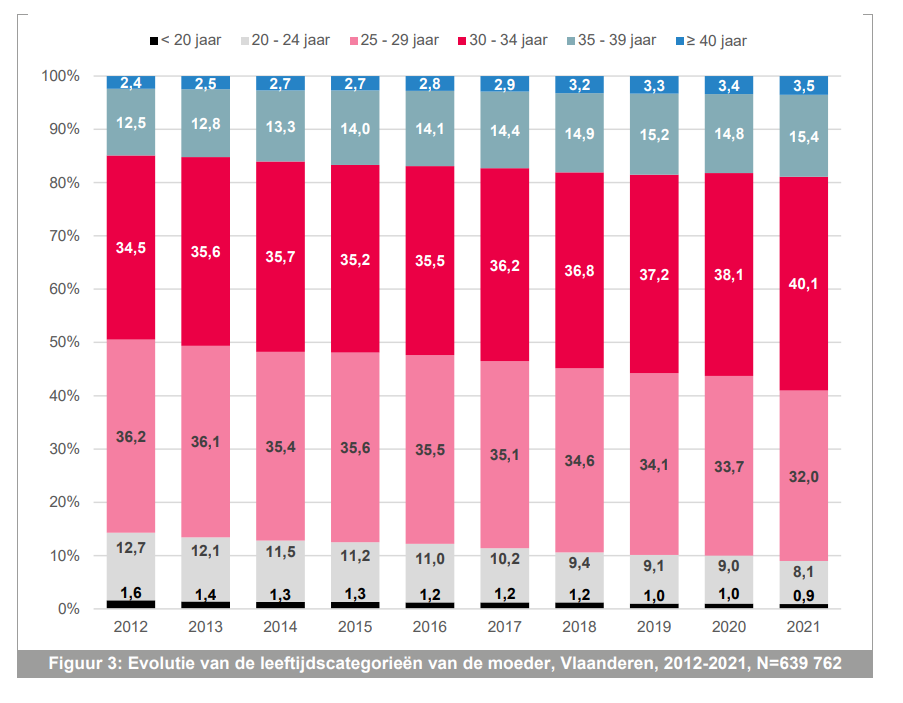 < 20 jaar 20 - 24 jaar 25 - 29 jaar 30 - 34 jaar 35 - 39 jaar ≥ 40 jaar
100% 2,4 2,5 2,7 2,7 2,8 2,9 3,2 3,3 3,4 3,5
90% 12,5 12,8 13,3 14,0 14,1 14,4 14,9 15,2 14,8 15,4
80%
70%
34,5 35,6 35,7 35,2 35,5 36,2 36,8 37,2 38,1 40,1
60%
50%
40%
36,2 36,1 35,4 35,6 35,5 35,1 34,6 34,1 33,7 32,0
30%
20%
12,7 12,1 11,5 11,2 11,0 10,2 9,4 9,1 9,0 8,1
10%
1,6 1,4 1,3 1,3 1,2 1,2 1,2 1,0 1,0 0,9
0%
2012 2013 2014 2015 2016 2017 2018 2019 2020 2021
Figuur 3: Evolutie van de leeftijdscategorieën van de moeder, Vlaanderen, 2012-2021, N=639 762